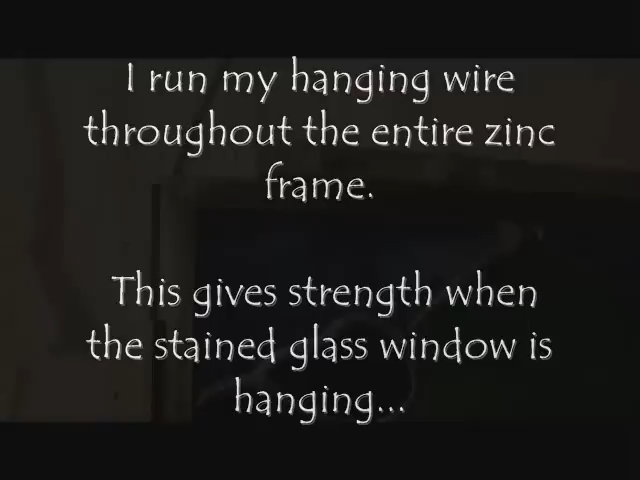 I run my hanging wire
throughout the entire zinc
frame.
This gives strength when
the stained glass window is
hanging...